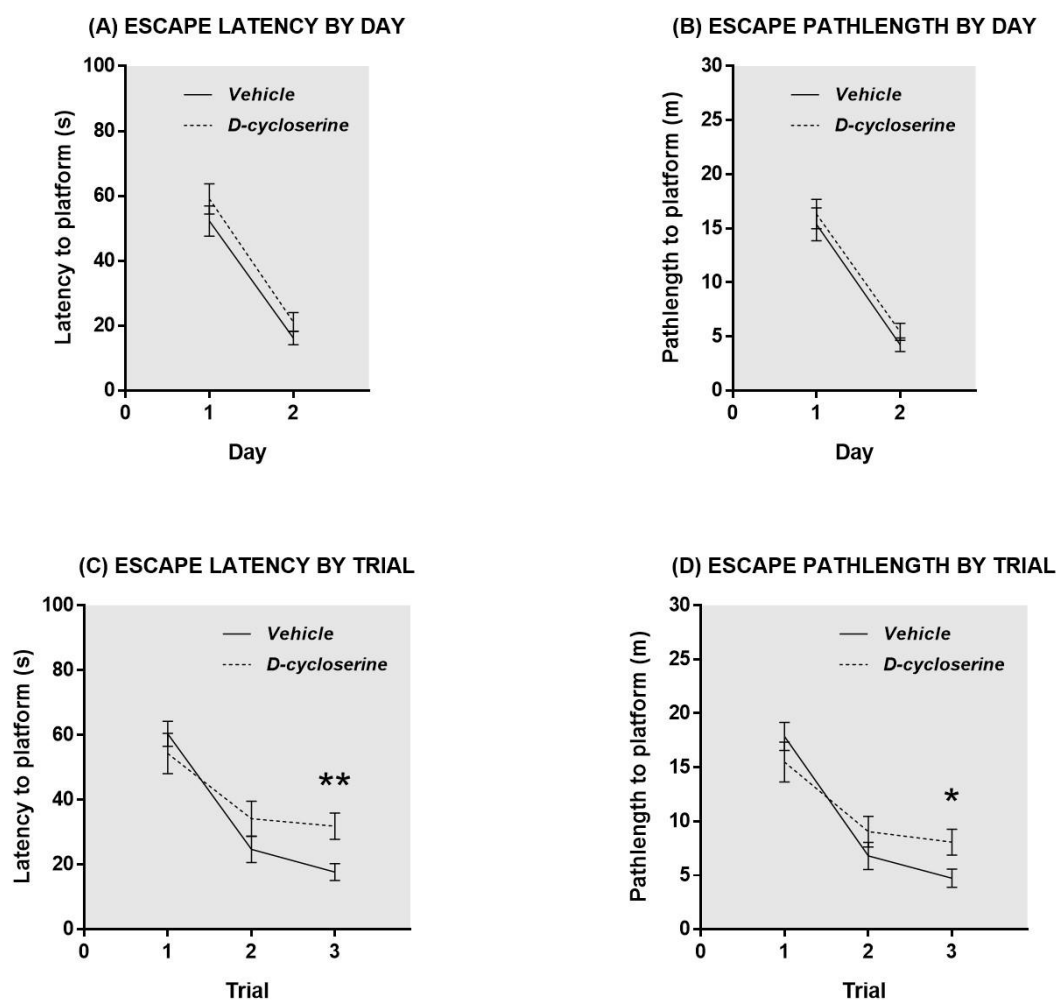 (A) ESCAPE LATENCY BY DAY
Latency to platform (s)
100
80
60
40
20
0
Vehicle
D-cycloserine
0 1 2
Day
(B) ESCAPE PATHLENGTH BY DAY
Pathlength to platform (m)
30
25
20
15
10
5
0
Vehicle
D-cycloserine
0 1 2
Day
(C) ESCAPE LATENCY BY TRIAL
Latency to platform (s)
100
80
60
40
20
0
Vehicle
D-cycloserine
**
0 1 2 3
Trial
(D) ESCAPE PATHLENGTH BY TRIAL
Pathlength to platform (m)
30
25
20
15
10
5
0
Vehicle
D-cycloserine
*
0 1 2 3
Trial